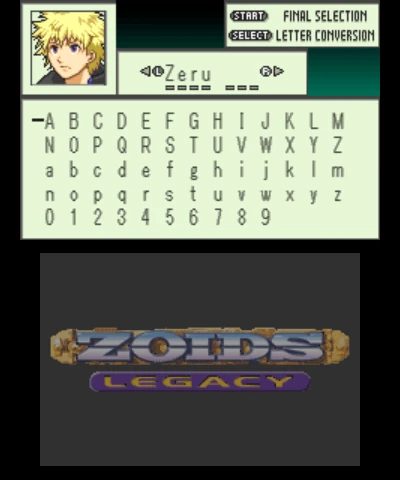 START FINAL SELECTION
SELECT LETTER CONVERSION
L Zeru R
A B C D E F G H I J K L M
N O P Q R S T U V W X Y Z
a b c d e f g h i j k l m
n o p q r s t u v w x y z
0 1 2 3 4 5 6 7 8 9
ZOIDS
LEGACY